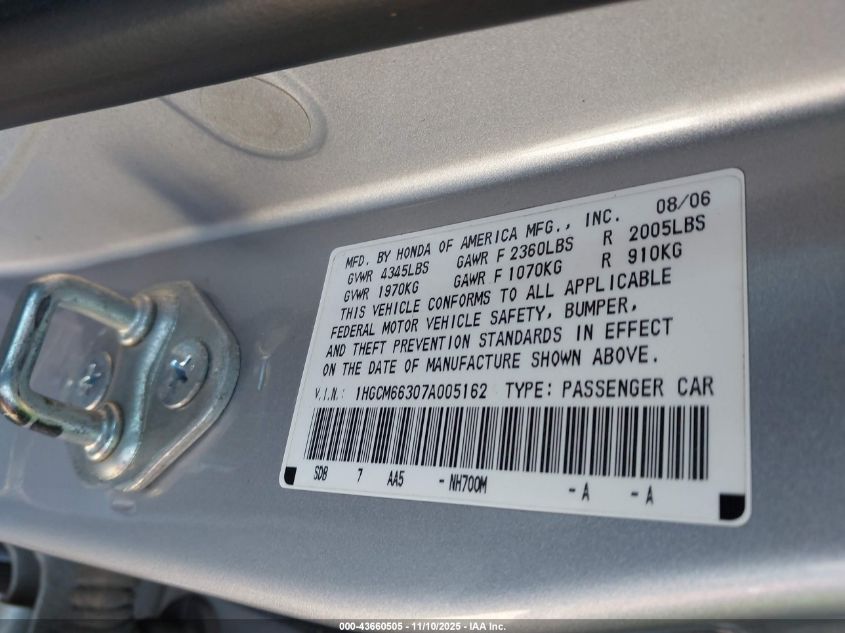 MFD. BY HONDA OF AMERICA MFG., INC. 08/06
GVWR 4345LBS GAWR F 2360LBS R 2005LBS
GVWR 1970KG GAWR F 1070KG R 910KG
THIS VEHICLE CONFORMS TO ALL APPLICABLE
FEDERAL MOTOR VEHICLE SAFETY, BUMPER,
AND THEFT PREVENTION STANDARDS IN EFFECT
ON THE DATE OF MANUFACTURE SHOWN ABOVE.
V.I.N.: 1HGCM66307A005162 TYPE: PASSENGER CAR
SDB 7 AA5 - NH700M - A - A
000-43660505 - 11/10/2025 - IAA Inc.